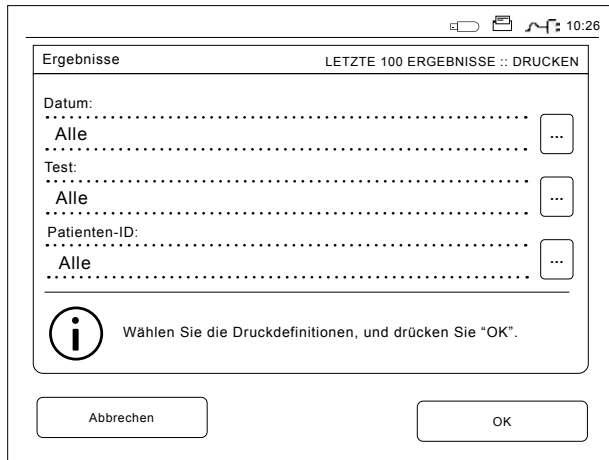 10:26
Ergebnisse LETZTE 100 ERGEBNISSE :: DRUCKEN
Datum:
Alle
...
Test:
Alle
...
Patienten-ID:
Alle
...
Wählen Sie die Druckdefinitionen, und drücken Sie “OK”.
Abbrechen OK